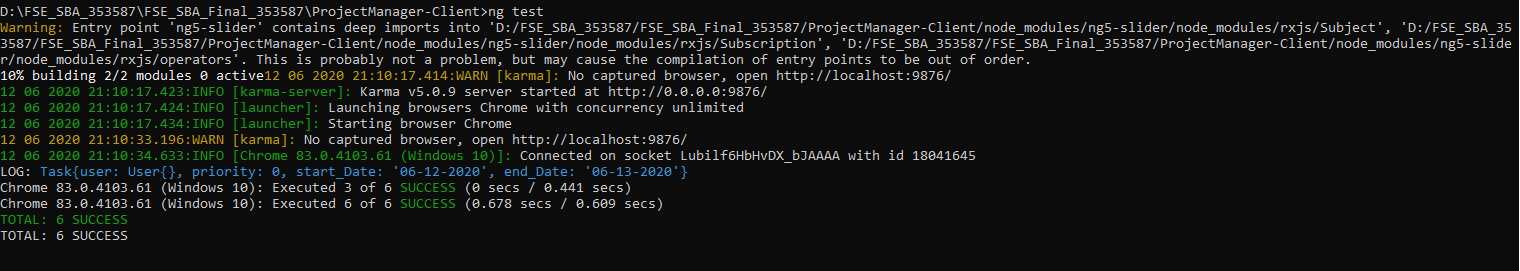 D:\FSE_SBA_353587\FSE_SBA_Final_353587\ProjectManager-Client>ng test
Warning: Entry point 'ng5-slider' contains deep imports into 'D:/FSE_SBA_353587/FSE_SBA_Final_353587/ProjectManager-Client/node_modules/ng5-slider/node_modules/rxjs/Subject', 'D:/FSE_SBA_35
3587/FSE_SBA_Final_353587/ProjectManager-Client/node_modules/ng5-slider/node_modules/rxjs/Subscription', 'D:/FSE_SBA_353587/FSE_SBA_Final_353587/ProjectManager-Client/node_modules/ng5-slide
r/node_modules/rxjs/operators'. This is probably not a problem, but may cause the compilation of entry points to be out of order.
10% building 2/2 modules 0 active12 06 2020 21:10:17.414:WARN [karma]: No captured browser, open http://localhost:9876/
12 06 2020 21:10:17.423:INFO [karma-server]: Karma v5.0.9 server started at http://0.0.0.0:9876/
12 06 2020 21:10:17.424:INFO [launcher]: Launching browsers Chrome with concurrency unlimited
12 06 2020 21:10:17.434:INFO [launcher]: Starting browser Chrome
12 06 2020 21:10:33.196:WARN [karma]: No captured browser, open http://localhost:9876/
12 06 2020 21:10:34.633:INFO [Chrome 83.0.4103.61 (Windows 10)]: Connected on socket Lubilf6HbHvDX_bJAAAA with id 18041645
LOG: Task{user: User{}, priority: 0, start_Date: '06-12-2020', end_Date: '06-13-2020'}
Chrome 83.0.4103.61 (Windows 10): Executed 3 of 6 SUCCESS (0 secs / 0.441 secs)
Chrome 83.0.4103.61 (Windows 10): Executed 6 of 6 SUCCESS (0.678 secs / 0.609 secs)
TOTAL: 6 SUCCESS
TOTAL: 6 SUCCESS